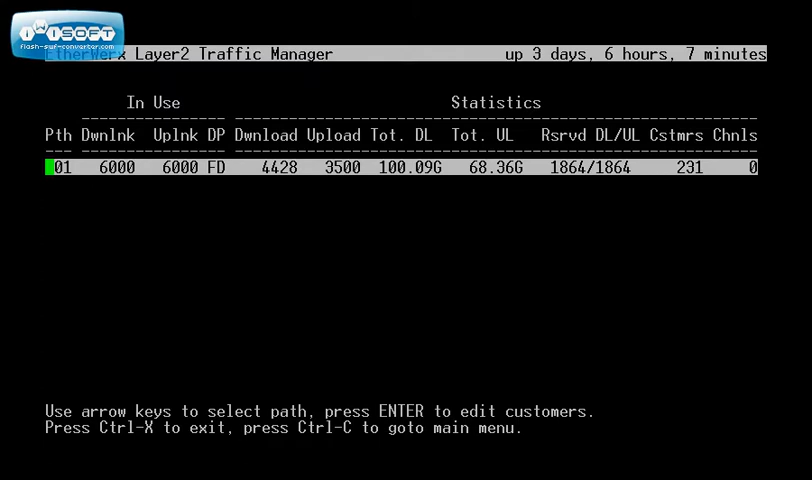 iWiSOFT
flash-swf-converter.com
EtherWerx Layer2 Traffic Manager up 3 days, 6 hours, 7 minutes
In Use Statistics
Pth Dwnlnk Uplnk DP Dwnload Upload Tot. DL Tot. UL Rsrvd DL/UL Cstmrs Chnls
01 6000 6000 FD 4428 3500 100.09G 68.36G 1864/1864 231 0
Use arrow keys to select path, press ENTER to edit customers.
Press Ctrl-X to exit, press Ctrl-C to goto main menu.